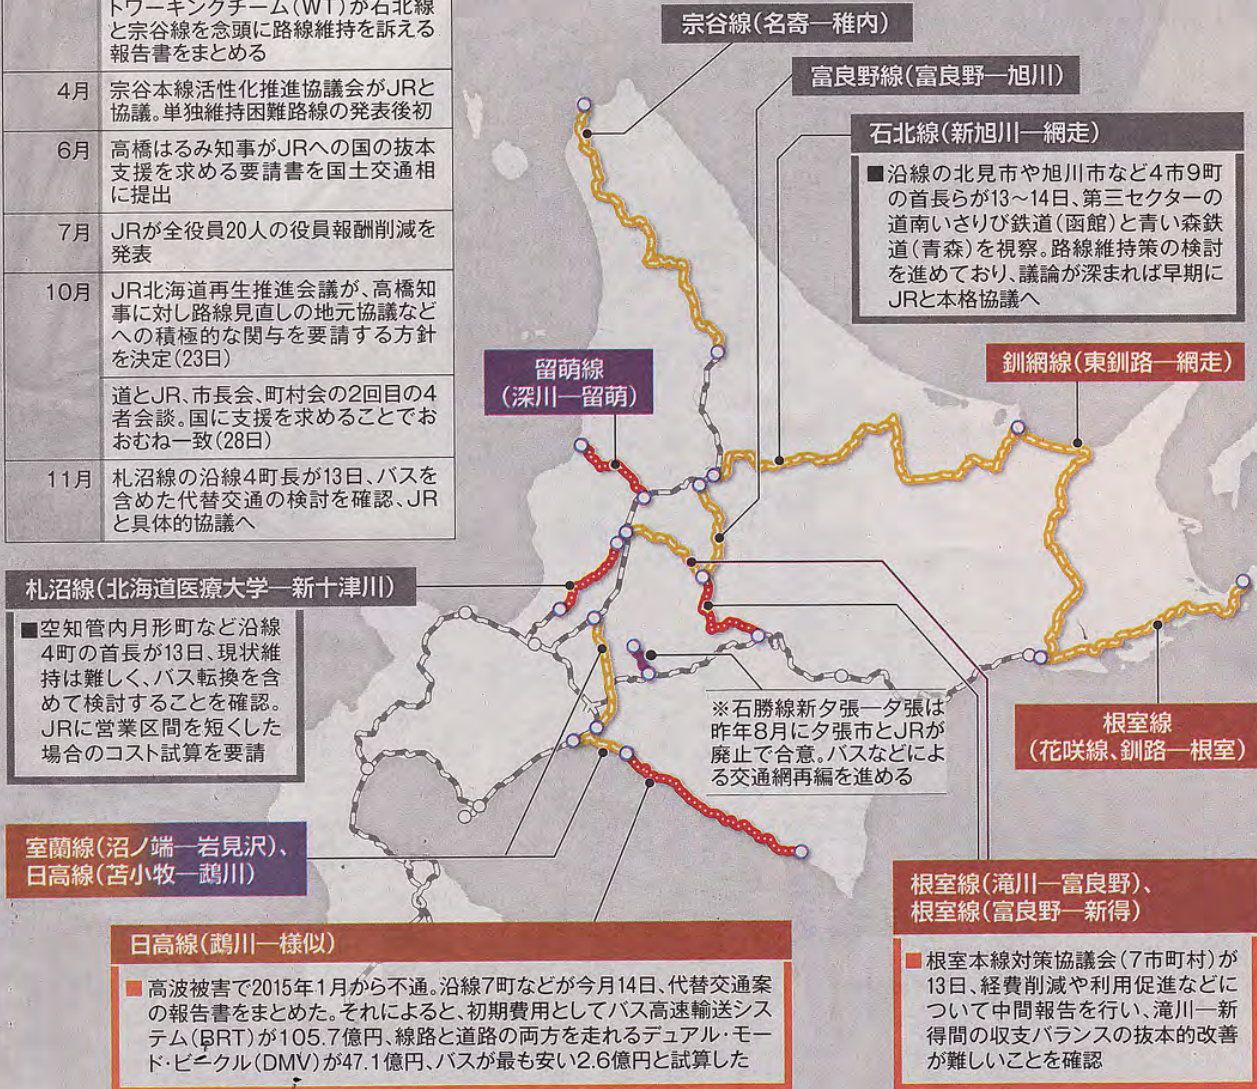 トワーキングチーム(WT)が石北線
と宗谷線を念頭に路線維持を訴える
報告書をまとめる
4月
宗谷本線活性化推進協議会がJRと
協議。単独維持困難路線の発表後初
6月
高橋はるみ知事がJRへの国の抜本
支援を求める要請書を国土交通相
に提出
7月
JRが全役員20人の役員報酬削減を
発表
10月
JR北海道再生推進会議が、高橋知
事に対し路線見直しの地元協議など
への積極的な関与を要請する方針
を決定(23日)
道とJR、市長会、町村会の2回目の4
者会談。国に支援を求めることでお
おむね一致(28日)
11月
札沼線の沿線4町長が13日、バスを
含めた代替交通の検討を確認、JR
と具体的協議へ
宗谷線(名寄―稚内)
富良野線(富良野―旭川)
石北線(新旭川―網走)
■沿線の北見市や旭川市など4市9町
の首長らが13〜14日、第三セクターの
道南いさりび鉄道(函館)と青い森鉄
道(青森)を視察。路線維持策の検討
を進めており、議論が深まれば早期に
JRと本格協議へ
留萌線
(深川―留萌)
釧網線(東釧路―網走)
札沼線(北海道医療大学―新十津川)
■空知管内月形町など沿線
4町の首長が13日、現状維
持は難しく、バス転換を含
めて検討することを確認。
JRに営業区間を短くした
場合のコスト試算を要請
※石勝線新夕張―夕張は
昨年8月に夕張市とJRが
廃止で合意。バスなどによ
る交通網再編を進める
根室線
(花咲線、釧路―根室)
室蘭線(沼ノ端―岩見沢)、
日高線(苫小牧―鵡川)
根室線(滝川―富良野)、
根室線(富良野―新得)
■根室本線対策協議会(7市町村)が
13日、経費削減や利用促進などに
ついて中間報告を行い、滝川―新
得間の収支バランスの抜本的改善
が難しいことを確認
日高線(鵡川―様似)
■高波被害で2015年1月から不通。沿線7町などが今月14日、代替交通案
の報告書をまとめた。それによると、初期費用としてバス高速輸送シス
テム(BRT)が105.7億円、線路と道路の両方を走れるデュアル・モー
ド・ビークル(DMV)が47.1億円、バスが最も安い2.6億円と試算した